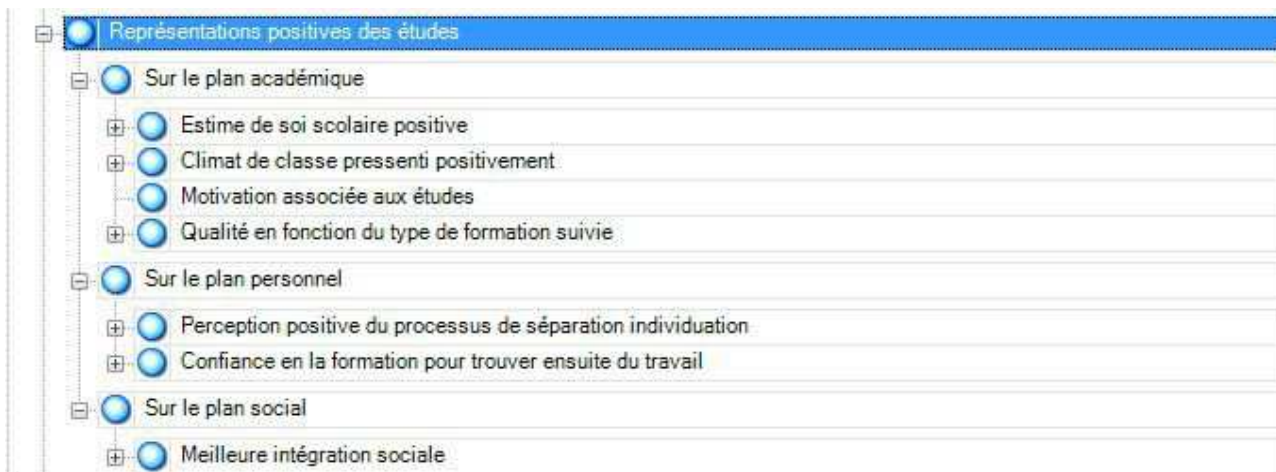 Représentations positives des études
Sur le plan académique
Estime de soi scolaire positive
Climat de classe pressenti positivement
Motivation associée aux études
Qualité en fonction du type de formation suivie
Sur le plan personnel
Perception positive du processus de séparation individuation
Confiance en la formation pour trouver ensuite du travail
Sur le plan social
Meilleure intégration sociale